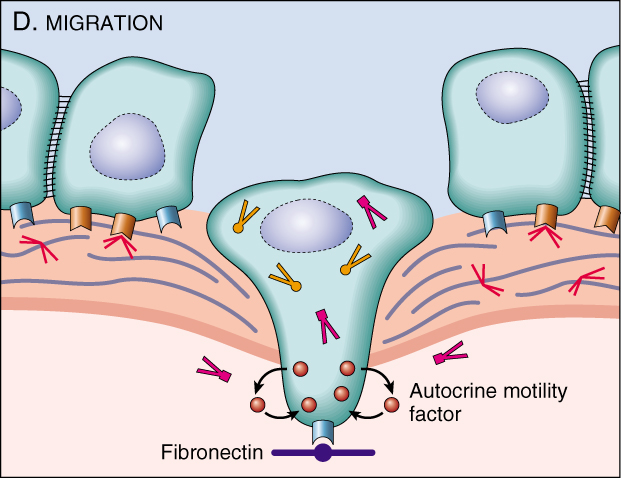 D. MIGRATION
Autocrine motility
factor
Fibronectin